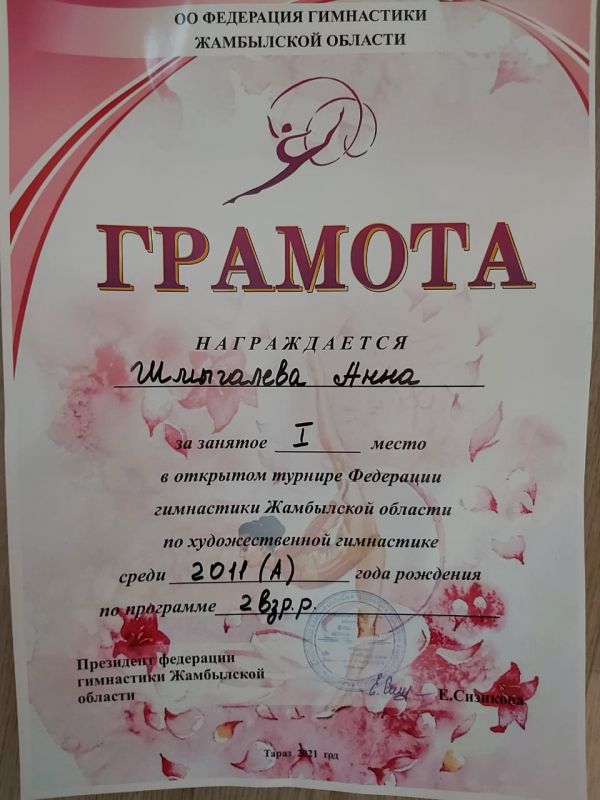 ОО ФЕДЕРАЦИЯ ГИМНАСТИКИ
ЖАМБЫЛСКОЙ ОБЛАСТИ
ГРАМОТА
НАГРАЖДАЕТСЯ
Шмыгалева Анна
за занятое I место
в открытом турнире Федерации
гимнастики Жамбылской области
по художественной гимнастике
среди 2011 (А) года рождения
по программе 2 взр.р.
Президент федерации
гимнастики Жамбылской
области
Е.Сизикова
Тараз 2021 год